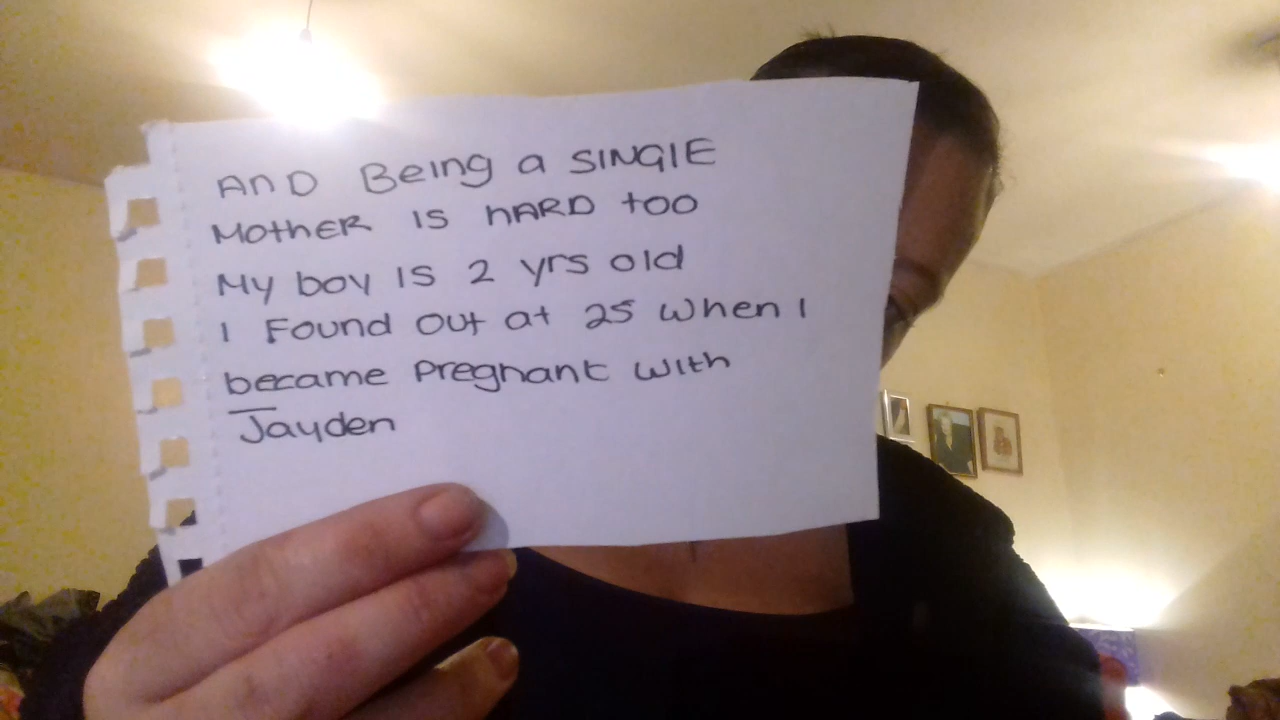 AnD Being a SINGlE
MotHER IS HARD too
My boy IS 2 yrs old
I Found out at 25 when I
became Pregnant with
Jayden